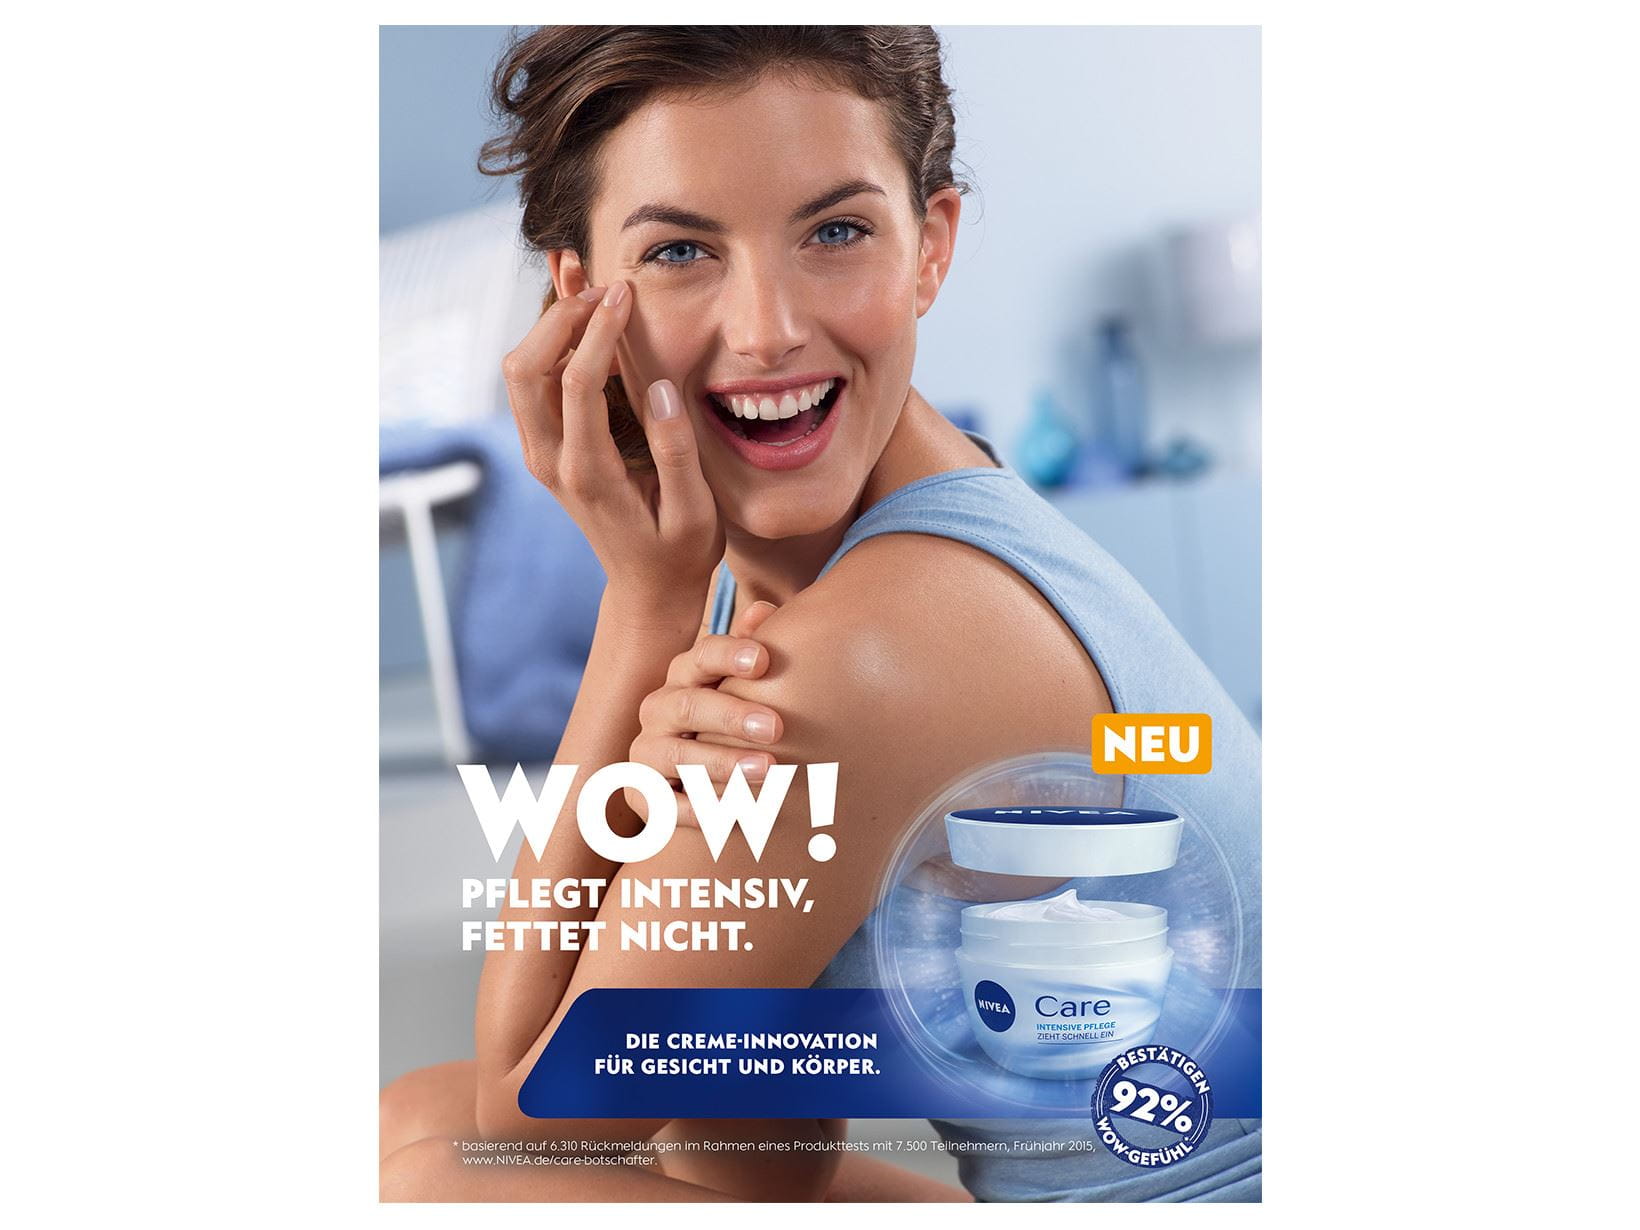 NEU
WOW!
PFLEGT INTENSIV,
FETTET NICHT.
NIVEA
NIVEA
Care
INTENSIVE PFLEGE
ZIEHT SCHNELL EIN
DIE CREME-INNOVATION
FÜR GESICHT UND KÖRPER.
BESTÄTIGEN
92%
WOW-GEFÜHL*
* basierend auf 6.310 Rückmeldungen im Rahmen eines Produkttests mit 7.500 Teilnehmern, Frühjahr 2015,
www.NIVEA.de/care-botschafter.